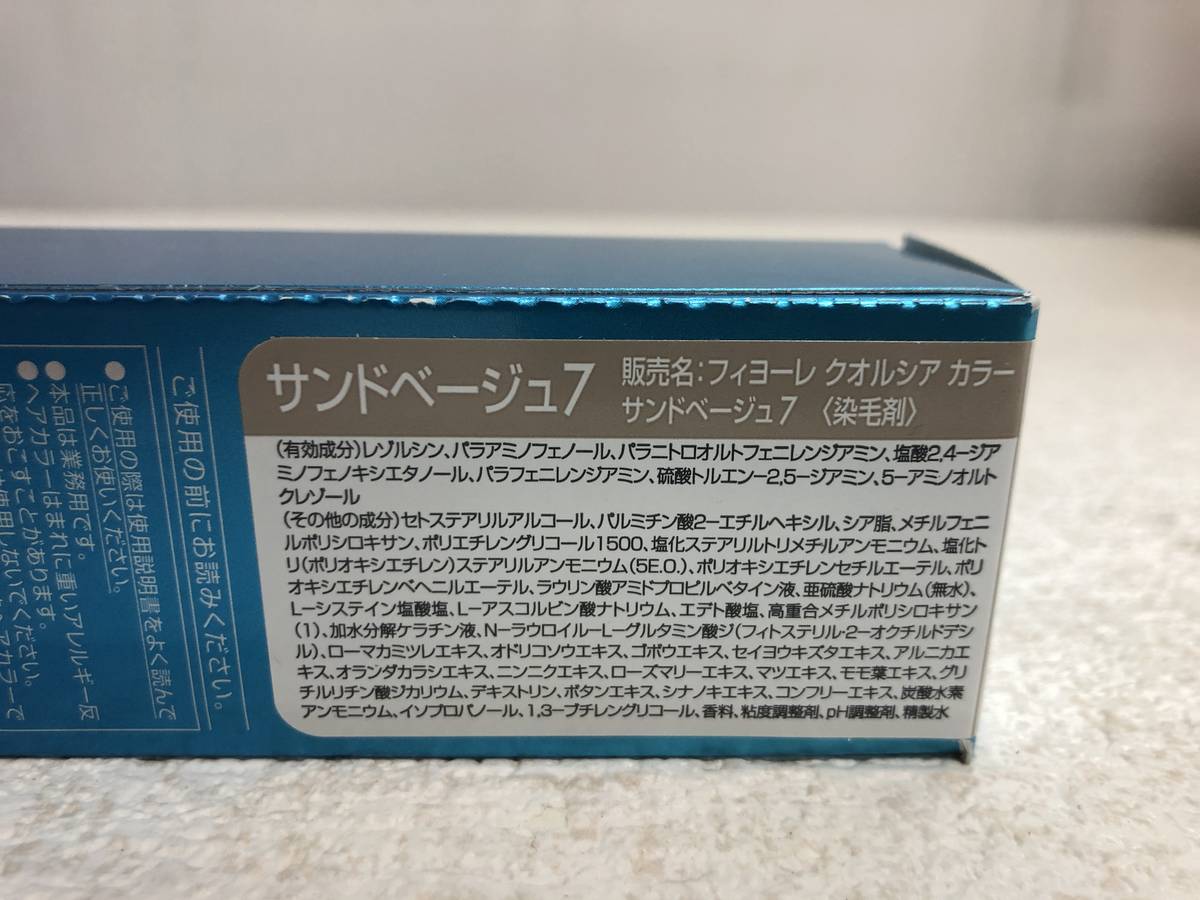 サンドベージュ7
販売名：フィヨーレ クオルシア カラー
サンドベージュ7 〈染毛剤〉
(有効成分)レゾルシン、パラアミノフェノール、パラニトロオルトフェニレンジアミン、塩酸2,4−ジア
ミノフェノキシエタノール、パラフェニレンジアミン、硫酸トルエン−2,5−ジアミン、5−アミノオルト
クレゾール
(その他の成分)セトステアリルアルコール、パルミチン酸2−エチルヘキシル、シア脂、メチルフェニ
ルポリシロキサン、ポリエチレングリコール1500、塩化ステアリルトリメチルアンモニウム、塩化ト
リ(ポリオキシエチレン)ステアリルアンモニウム(5E.O.)、ポリオキシエチレンセチルエーテル、ポリ
オキシエチレンベヘニルエーテル、ラウリン酸アミドプロピルベタイン液、亜硫酸ナトリウム(無水)、
L−システイン塩酸塩、L−アスコルビン酸ナトリウム、エデト酸塩、高重合メチルポリシロキサン
(1)、加水分解ケラチン液、N−ラウロイル−L−グルタミン酸ジ(フィトステリル・2−オクチルドデシ
ル)、ローマカミツレエキス、オドリコソウエキス、ゴボウエキス、セイヨウキズタエキス、アルニカエ
キス、オランダカラシエキス、ニンニクエキス、ローズマリーエキス、マツエキス、モモ葉エキス、グリ
チルリチン酸ジカリウム、デキストリン、ボタンエキス、シナノキエキス、コンフリーエキス、炭酸水素
アンモニウム、イソプロパノール、1,3−ブチレングリコール、香料、粘度調整剤、pH調整剤、精製水
ご使用の前にお読みください。
●ご使用の際は使用説明書をよく読んで
正しくお使いください。
●本品は業務用です。
●ヘアカラーはまれに重いアレルギー反
応をおこすことがあります。